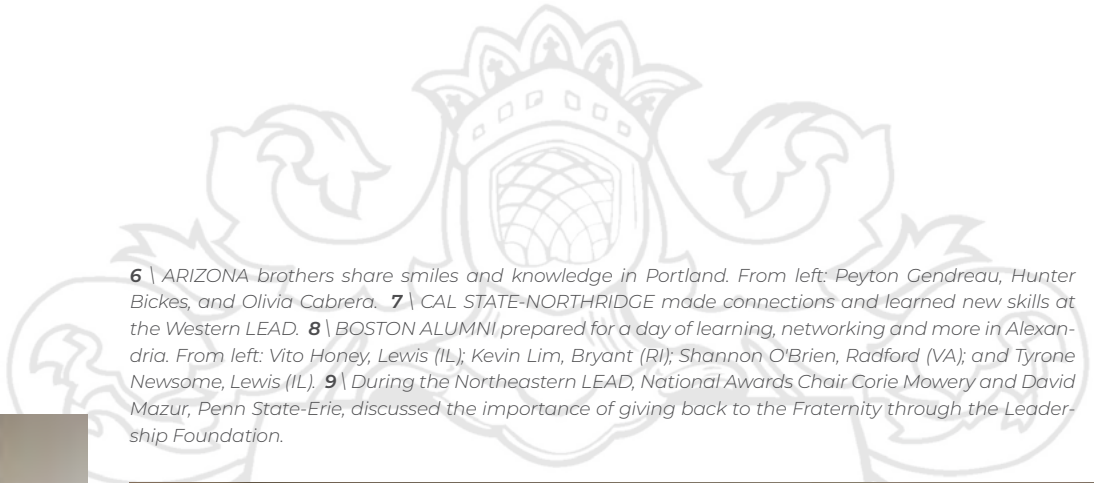 6 \ ARIZONA brothers share smiles and knowledge in Portland. From left: Peyton Gendreau, Hunter
Bickes, and Olivia Cabrera. 7 \ CAL STATE-NORTHRIDGE made connections and learned new skills at
the Western LEAD. 8 \ BOSTON ALUMNI prepared for a day of learning, networking and more in Alexan-
dria. From left: Vito Honey, Lewis (IL); Kevin Lim, Bryant (RI); Shannon O'Brien, Radford (VA); and Tyrone
Newsome, Lewis (IL). 9 \ During the Northeastern LEAD, National Awards Chair Corie Mowery and David
Mazur, Penn State-Erie, discussed the importance of giving back to the Fraternity through the Leader-
ship Foundation.